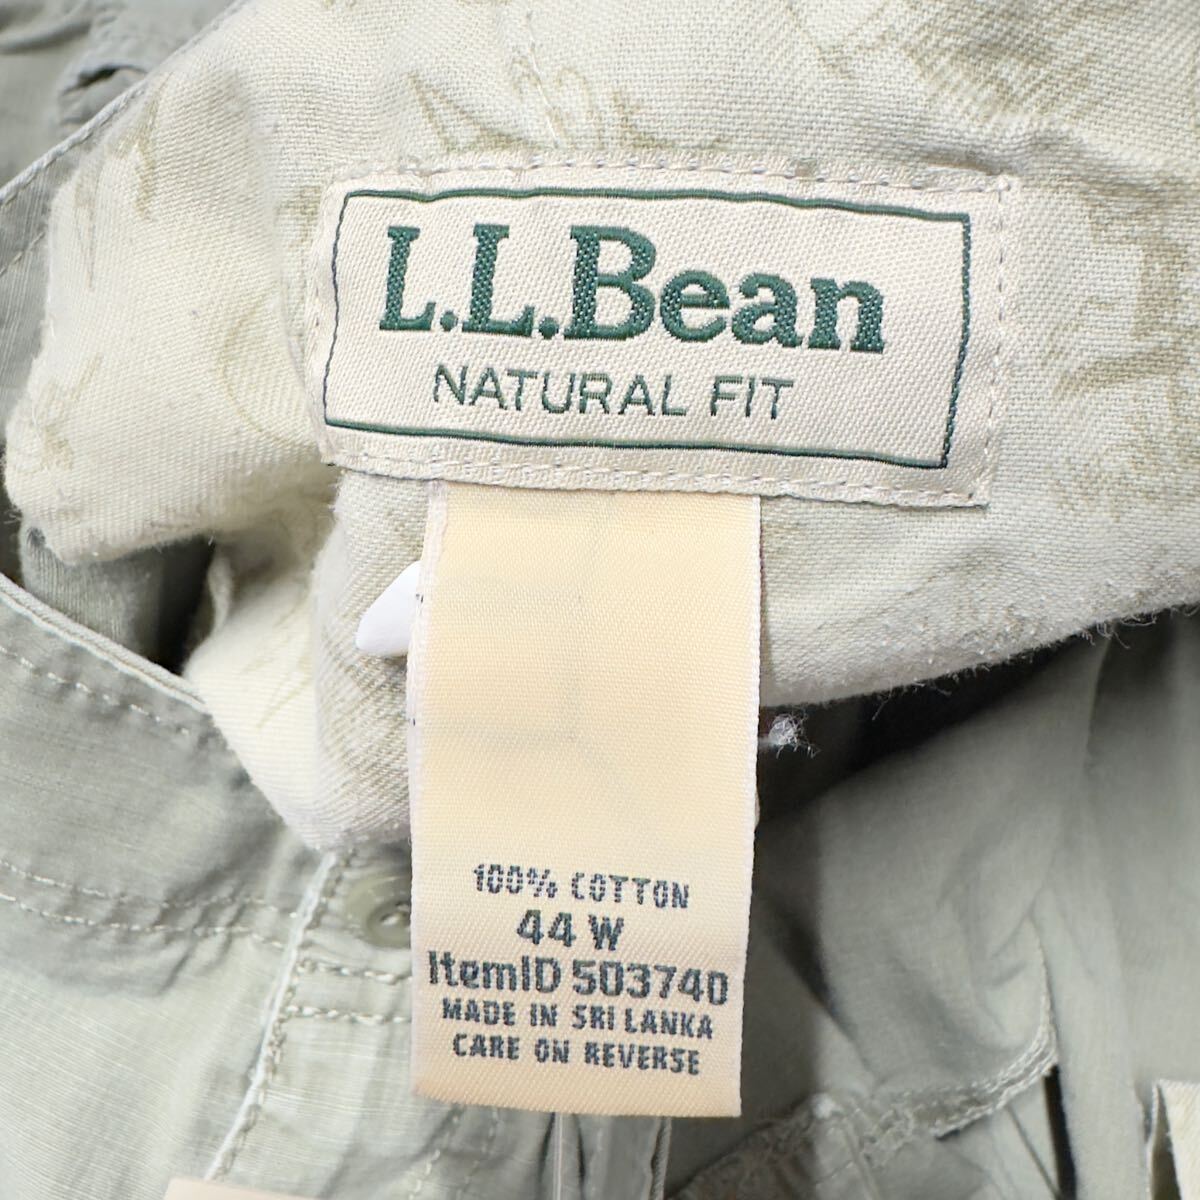 L.L.Bean
NATURAL FIT
100% COTTON
44 W
ItemID 503740
MADE IN SRI LANKA
CARE ON REVERSE